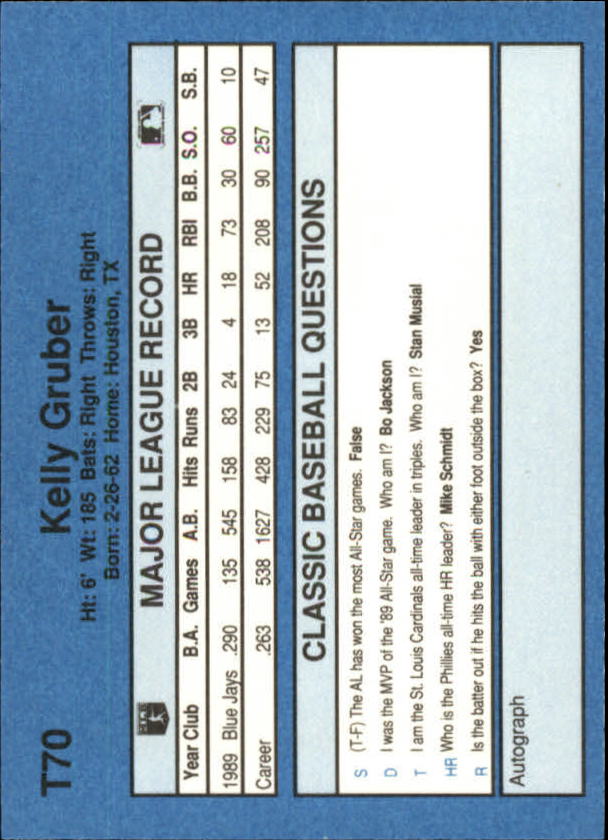 T70
Kelly Gruber
Ht: 6' Wt: 185 Bats: Right Throws: Right
Born: 2-26-62 Home: Houston, TX
MAJOR LEAGUE RECORD
Year Club B.A. Games A.B. Hits Runs 2B 3B HR RBI B.B. S.O. S.B.
1989 Blue Jays .290 135 545 158 83 24 4 18 73 30 60 10
Career .263 538 1627 428 229 75 13 52 208 90 257 47
CLASSIC BASEBALL QUESTIONS
S (T-F) The AL has won the most All-Star games. False
D I was the MVP of the '89 All-Star game. Who am I? Bo Jackson
T I am the St. Louis Cardinals all-time leader in triples. Who am I? Stan Musial
HR Who is the Phillies all-time HR leader? Mike Schmidt
R Is the batter out if he hits the ball with either foot outside the box? Yes
Autograph